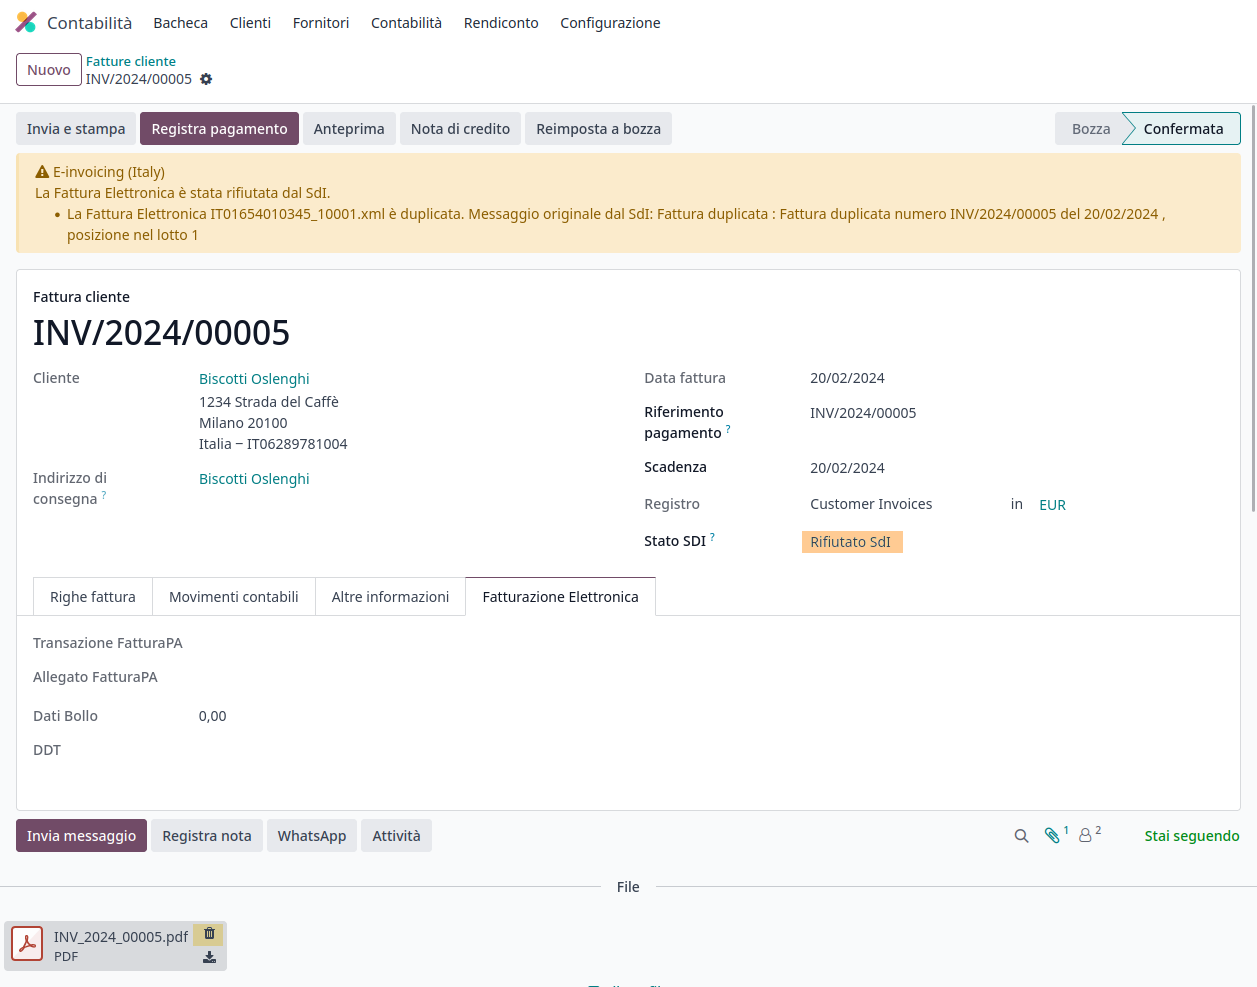 Contabilità Bacheca Clienti Fornitori Contabilità Rendiconto Configurazione
Nuovo
Fatture cliente
INV/2024/00005
Invia e stampa Registra pagamento Anteprima Nota di credito Reimposta a bozza Bozza Confermata
E-invoicing (Italy)
La Fattura Elettronica è stata rifiutata dal SdI.
• La Fattura Elettronica IT01654010345_10001.xml è duplicata. Messaggio originale dal SdI: Fattura duplicata : Fattura duplicata numero INV/2024/00005 del 20/02/2024 ,
posizione nel lotto 1
Fattura cliente
INV/2024/00005
Cliente
Biscotti Oslenghi
1234 Strada del Caffè
Milano 20100
Italia – IT06289781004
Indirizzo di
consegna ?
Biscotti Oslenghi
Data fattura 20/02/2024
Riferimento
pagamento ?
INV/2024/00005
Scadenza 20/02/2024
Registro Customer Invoices in EUR
Stato SDI ? Rifiutato SdI
Righe fattura Movimenti contabili Altre informazioni Fatturazione Elettronica
Transazione FatturaPA
Allegato FatturaPA
Dati Bollo 0,00
DDT
Invia messaggio Registra nota WhatsApp Attività 1 2 Stai seguendo
File
INV_2024_00005.pdf
PDF